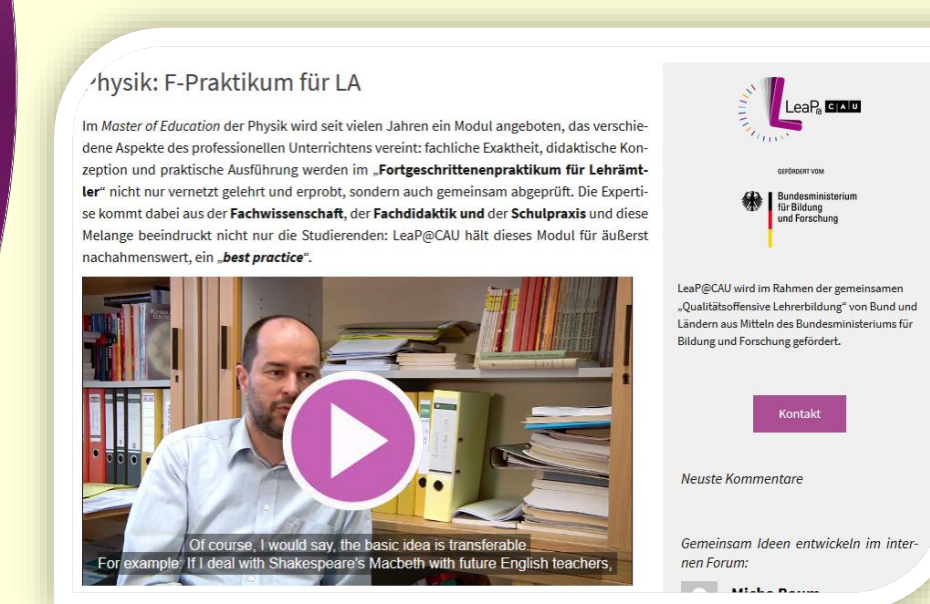 Physik: F-Praktikum für LA
Im Master of Education der Physik wird seit vielen Jahren ein Modul angeboten, das verschie-
dene Aspekte des professionellen Unterrichtens vereint: fachliche Exaktheit, didaktische Kon-
zeption und praktische Ausführung werden im „Fortgeschrittenenpraktikum für Lehrämt-
ler“ nicht nur vernetzt gelehrt und erprobt, sondern auch gemeinsam abgeprüft. Die Experti-
se kommt dabei aus der Fachwissenschaft, der Fachdidaktik und der Schulpraxis und diese
Melange beeindruckt nicht nur die Studierenden: LeaP@CAU hält dieses Modul für äußerst
nachahmenswert, ein „best practice“.
Of course, I would say, the basic idea is transferable.
For example: If I deal with Shakespeare's Macbeth with future English teachers,
LeaP@ CAU
GEFÖRDERT VOM
Bundesministerium
für Bildung
und Forschung
LeaP@CAU wird im Rahmen der gemeinsamen
„Qualitätsoffensive Lehrerbildung“ von Bund und
Ländern aus Mitteln des Bundesministeriums für
Bildung und Forschung gefördert.
Kontakt
Neuste Kommentare
Gemeinsam Ideen entwickeln im inter-
nen Forum: